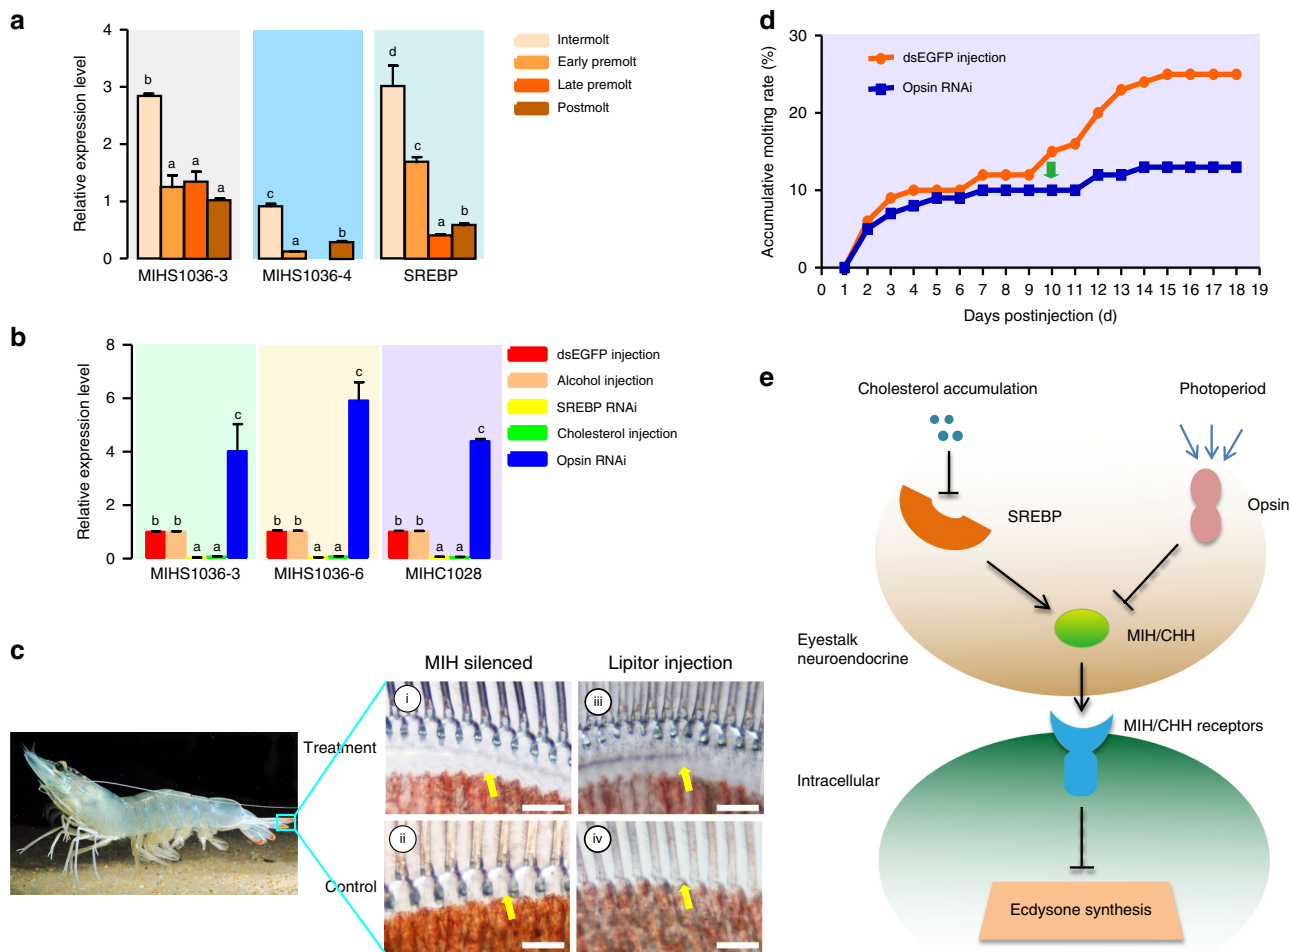 a
4
3
2
1
0
Relative expression level
b
a
a
a
c
a
b
d
c
a
b
MIHS1036-3
MIHS1036-4
SREBP
Intermolt
Early premolt
Late premolt
Postmolt
b
8
6
4
2
0
Relative expression level
b
b
a
a
c
b
b
a
a
c
b
b
a
a
c
MIHS1036-3
MIHS1036-6
MIHC1028
dsEGFP injection
Alcohol injection
SREBP RNAi
Cholesterol injection
Opsin RNAi
c
MIH silenced
Lipitor injection
Treatment
Control
i
iii
ii
iv
d
30
20
10
0
Accumulative molting rate (%)
dsEGFP injection
Opsin RNAi
0 1 2 3 4 5 6 7 8 9 10 11 12 13 14 15 16 17 18 19
Days postinjection (d)
e
Cholesterol accumulation
Photoperiod
SREBP
Opsin
MIH/CHH
Eyestalk
neuroendocrine
MIH/CHH receptors
Intracellular
Ecdysone synthesis